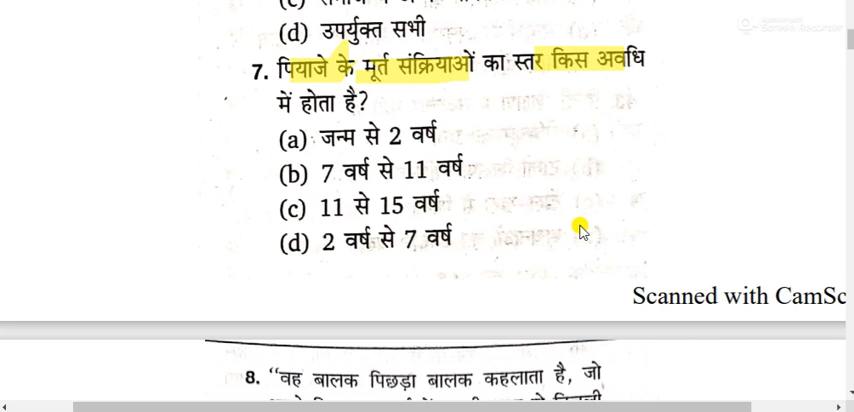 (d) उपर्युक्त सभी
7. पियाजे के मूर्त संक्रियाओं का स्तर किस अवधि
में होता है?
(a) जन्म से 2 वर्ष
(b) 7 वर्ष से 11 वर्ष
(c) 11 से 15 वर्ष
(d) 2 वर्ष से 7 वर्ष
Scanned with CamSc
8. “वह बालक पिछड़ा बालक कहलाता है, जो